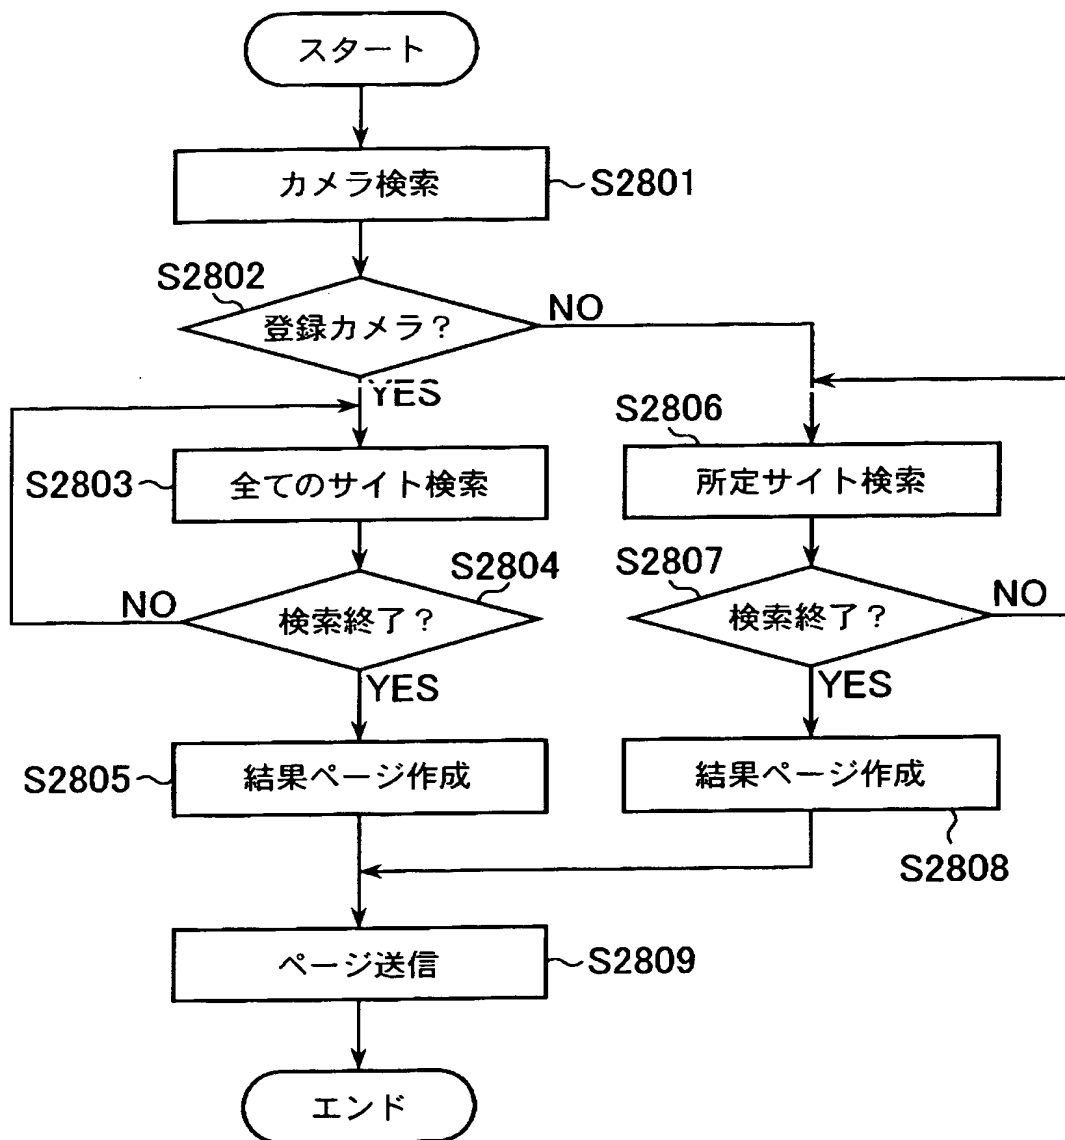 スタート
カメラ検索
S2801
S2802
登録カメラ?
NO
YES
S2803
全てのサイト検索
S2804
検索終了?
NO
YES
S2805
結果ページ作成
S2806
所定サイト検索
S2807
検索終了?
NO
YES
結果ページ作成
S2808
ページ送信
S2809
エンド